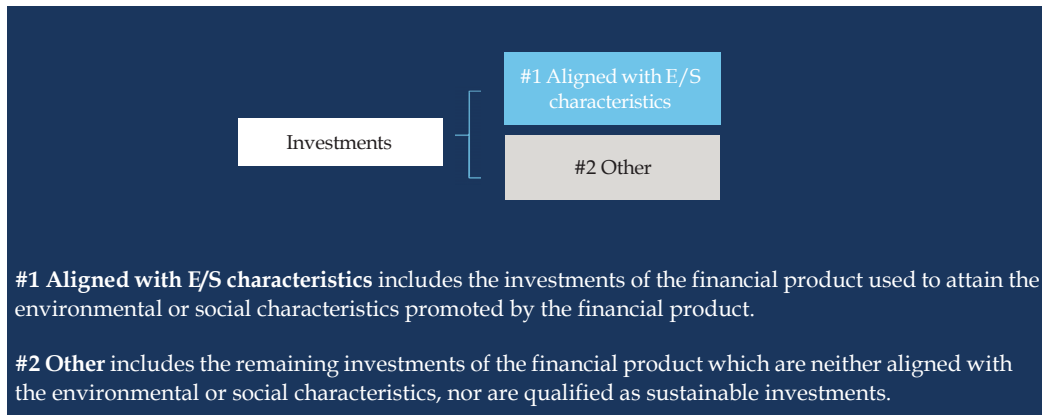 #1 Aligned with E/S
characteristics
Investments
#2 Other
#1 Aligned with E/S characteristics includes the investments of the financial product used to attain the
environmental or social characteristics promoted by the financial product.
#2 Other includes the remaining investments of the financial product which are neither aligned with
the environmental or social characteristics, nor are qualified as sustainable investments.